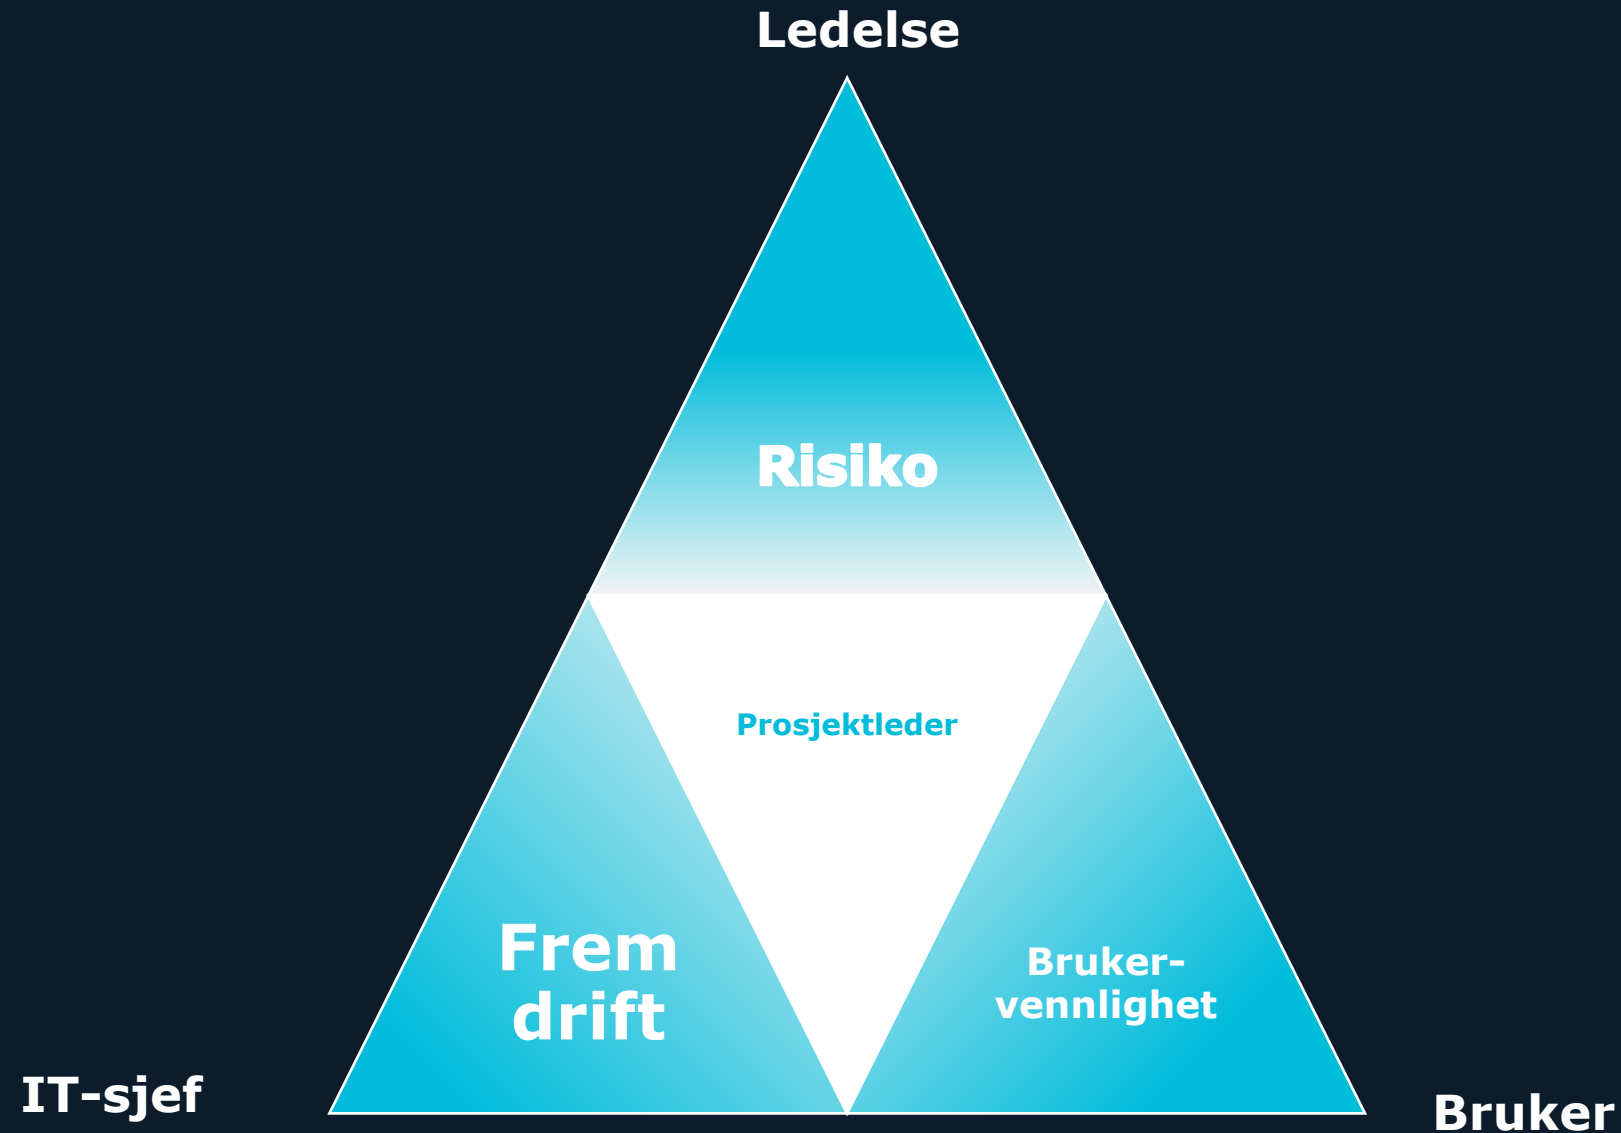 Ledelse
Risiko
Prosjektleder
Frem
drift
Bruker-
vennlighet
IT-sjef
Bruker